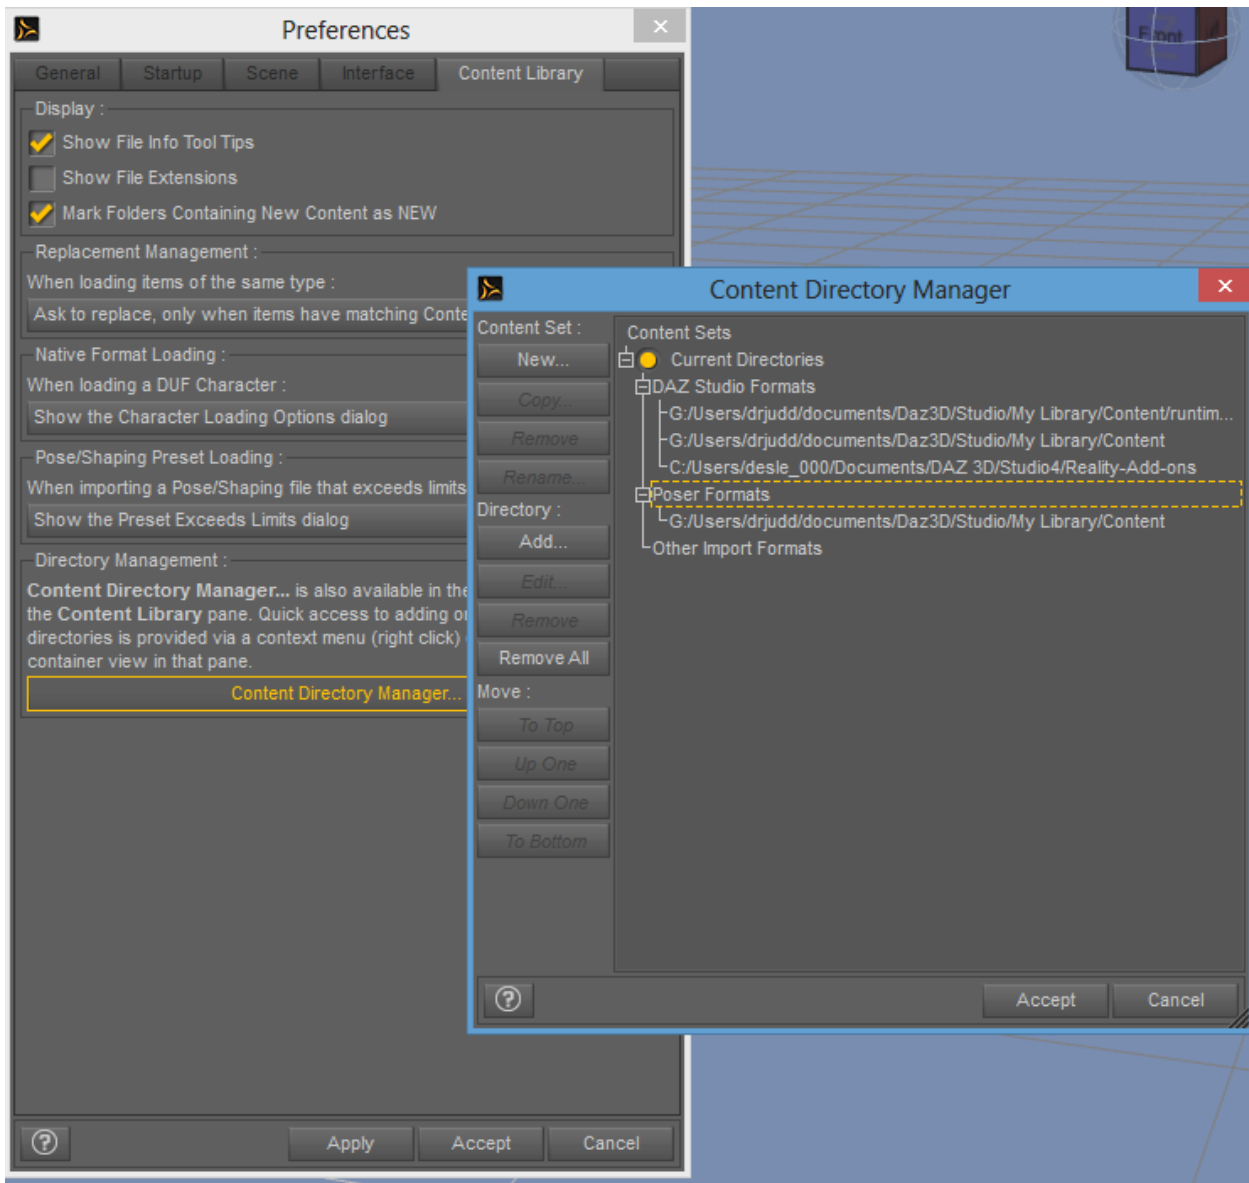 Preferences
General Startup Scene Interface Content Library
Display :
Show File Info Tool Tips
Show File Extensions
Mark Folders Containing New Content as NEW
Replacement Management :
When loading items of the same type :
Ask to replace, only when items have matching Conte
Native Format Loading :
When loading a DUF Character :
Show the Character Loading Options dialog
Pose/Shaping Preset Loading :
When importing a Pose/Shaping file that exceeds limits
Show the Preset Exceeds Limits dialog
Directory Management :
Content Directory Manager... is also available in the
the Content Library pane. Quick access to adding or
directories is provided via a context menu (right click)
container view in that pane.
Content Directory Manager...
?
Apply Accept Cancel
Front
Content Directory Manager
Content Set :
New...
Copy...
Remove
Rename...
Directory :
Add...
Edit...
Remove
Remove All
Move :
To Top
Up One
Down One
To Bottom
Content Sets
Current Directories
DAZ Studio Formats
G:/Users/drjudd/documents/Daz3D/Studio/My Library/Content/runtim...
G:/Users/drjudd/documents/Daz3D/Studio/My Library/Content
C:/Users/desle_000/Documents/DAZ 3D/Studio4/Reality-Add-ons
Poser Formats
G:/Users/drjudd/documents/Daz3D/Studio/My Library/Content
Other Import Formats
?
Accept Cancel